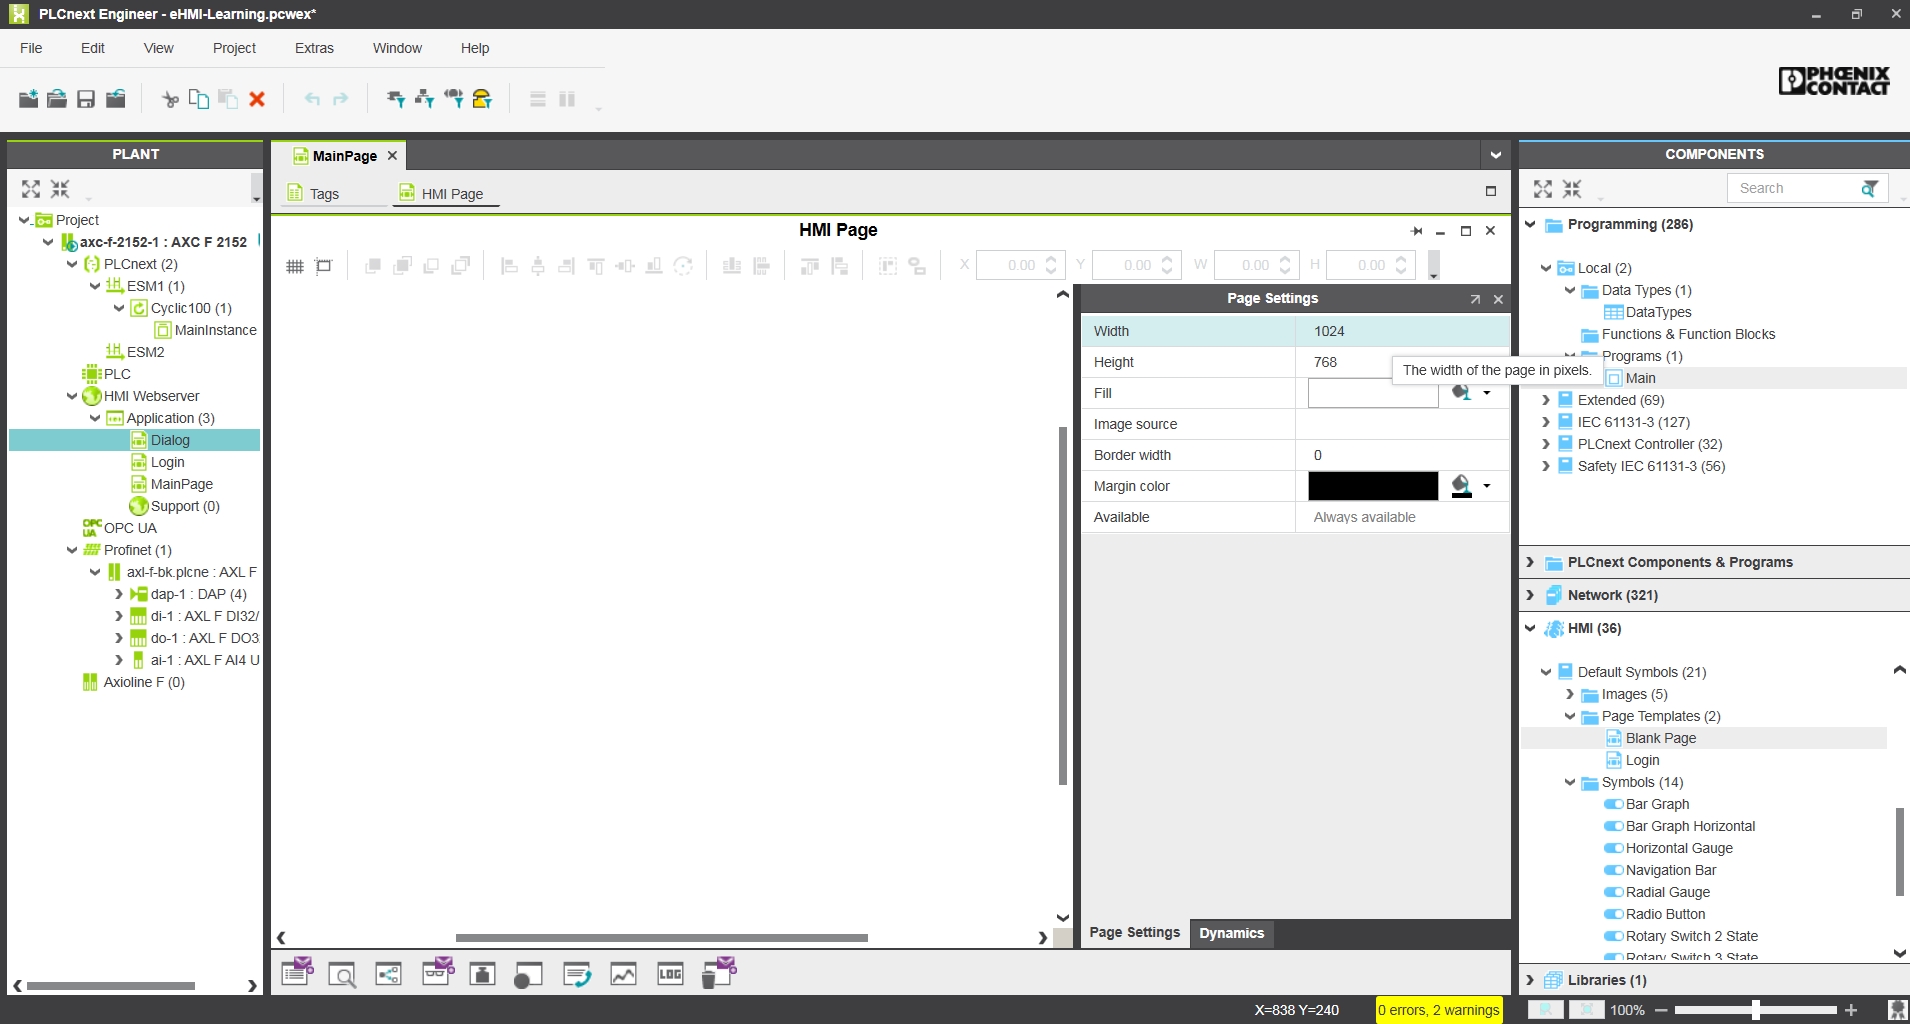 PLCnext Engineer - eHMI-Learning.pcwex*
File Edit View Project Extras Window Help
PHŒNIX
CONTACT
PLANT
Project
axc-f-2152-1 : AXC F 2152
PLCnext (2)
ESM1 (1)
Cyclic100 (1)
MainInstance
ESM2
PLC
HMI Webserver
Application (3)
Dialog
Login
MainPage
Support (0)
OPC UA OPC UA
Profinet (1)
axl-f-bk.plcne : AXL F
dap-1 : DAP (4)
di-1 : AXL F DI32/
do-1 : AXL F DO3
ai-1 : AXL F AI4 U
Axioline F (0)
MainPage
Tags HMI Page
HMI Page
X 0.00 Y 0.00 W 0.00 H 0.00
Page Settings
Width 1024
Height 768
The width of the page in pixels.
Fill
Image source
Border width 0
Margin color
Available Always available
Page Settings Dynamics
LOG
COMPONENTS
Search
Programming (286)
Local (2)
Data Types (1)
DataTypes
Functions & Function Blocks
Programs (1)
Main
Extended (69)
IEC 61131-3 (127)
PLCnext Controller (32)
Safety IEC 61131-3 (56)
PLCnext Components & Programs
Network (321)
HMI (36)
Default Symbols (21)
Images (5)
Page Templates (2)
Blank Page
Login
Symbols (14)
Bar Graph
Bar Graph Horizontal
Horizontal Gauge
Navigation Bar
Radial Gauge
Radio Button
Rotary Switch 2 State
Rotary Switch 3 State
Libraries (1)
X=838 Y=240 0 errors, 2 warnings 100%